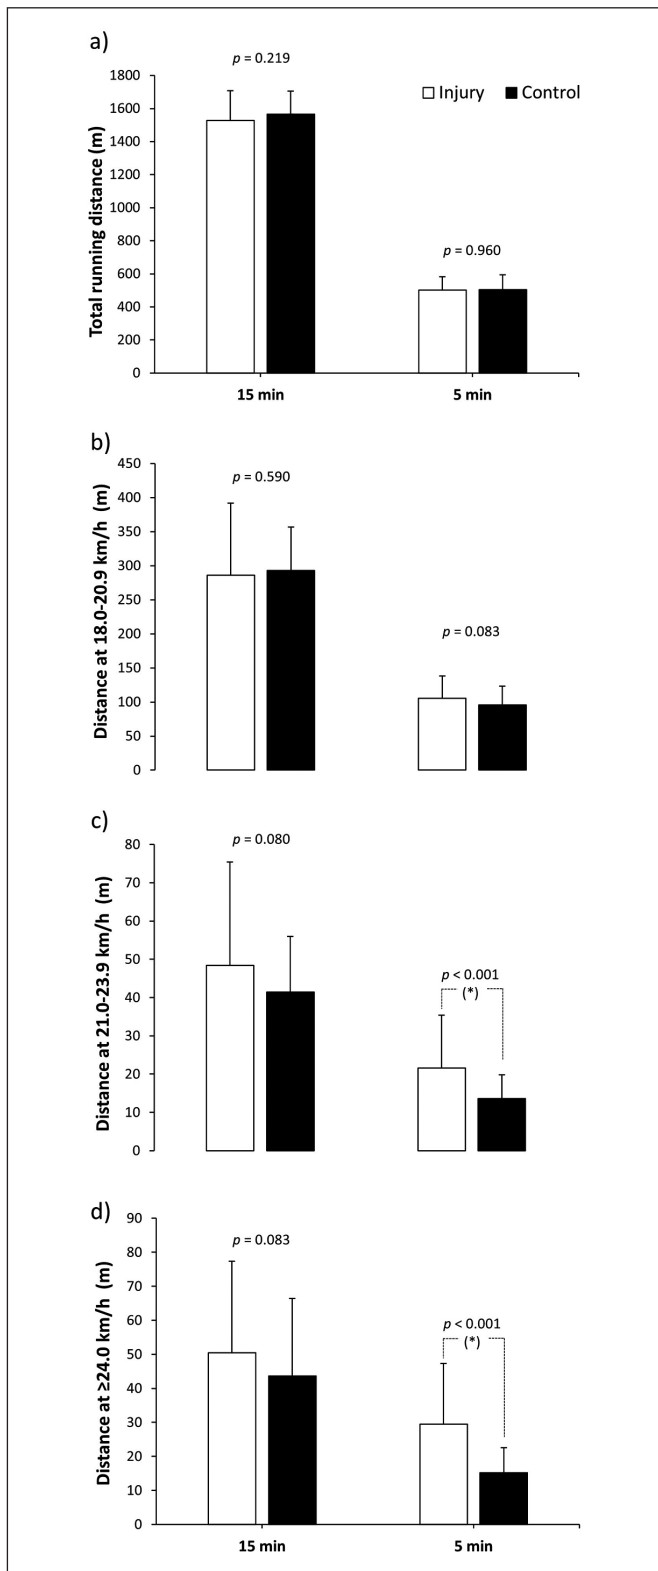 a)
p = 0.219
Injury Control
Total running distance (m)
1800
1600
1400
1200
1000
800
600
400
200
0
p = 0.960
15 min 5 min
b)
p = 0.590
Distance at 18.0-20.9 km/h (m)
450
400
350
300
250
200
150
100
50
0
p = 0.083
c)
p = 0.080
Distance at 21.0-23.9 km/h (m)
80
70
60
50
40
30
20
10
0
p < 0.001
(*)
d)
p = 0.083
Distance at ≥24.0 km/h (m)
90
80
70
60
50
40
30
20
10
0
p < 0.001
(*)
15 min 5 min